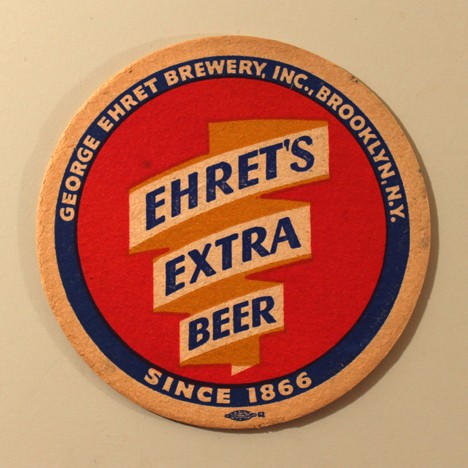 GEORGE EHRET BREWERY, INC., BROOKLYN, N.Y.
EHRET'S
EXTRA
BEER
SINCE 1866